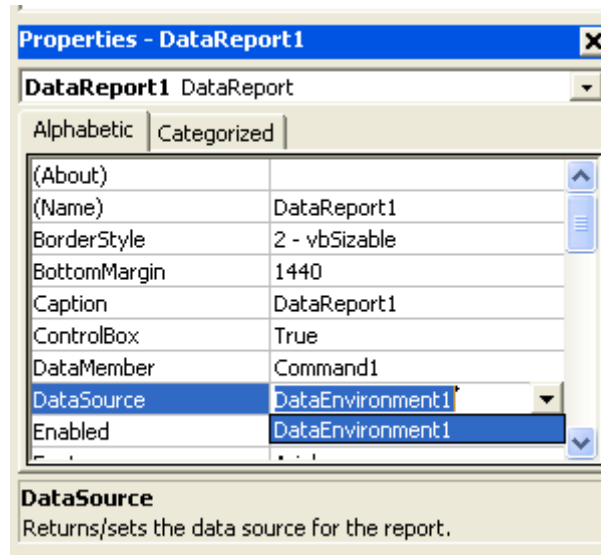 Properties - DataReport1
DataReport1 DataReport
Alphabetic Categorized
(About)
(Name) DataReport1
BorderStyle 2 - vbSizable
BottomMargin 1440
Caption DataReport1
ControlBox True
DataMember Command1
DataSource DataEnvironment1
Enabled DataEnvironment1
DataSource
Returns/sets the data source for the report.